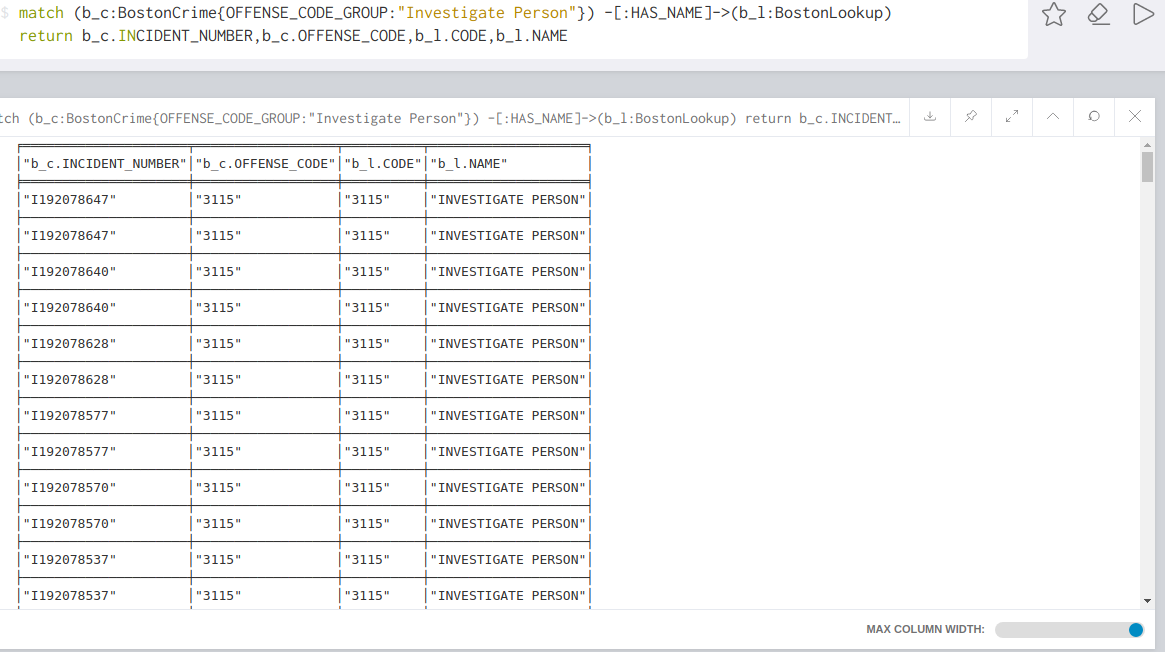 $ match (b_c:BostonCrime{OFFENSE_CODE_GROUP:"Investigate Person"}) -[:HAS_NAME]->(b_l:BostonLookup)
return b_c.INCIDENT_NUMBER,b_c.OFFENSE_CODE,b_l.CODE,b_l.NAME
tch (b_c:BostonCrime{OFFENSE_CODE_GROUP:"Investigate Person"}) -[:HAS_NAME]->(b_l:BostonLookup) return b_c.INCIDENT…
"b_c.INCIDENT_NUMBER" "b_c.OFFENSE_CODE" "b_l.CODE" "b_l.NAME"
"I192078647" "3115" "3115" "INVESTIGATE PERSON"
"I192078647" "3115" "3115" "INVESTIGATE PERSON"
"I192078640" "3115" "3115" "INVESTIGATE PERSON"
"I192078640" "3115" "3115" "INVESTIGATE PERSON"
"I192078628" "3115" "3115" "INVESTIGATE PERSON"
"I192078628" "3115" "3115" "INVESTIGATE PERSON"
"I192078577" "3115" "3115" "INVESTIGATE PERSON"
"I192078577" "3115" "3115" "INVESTIGATE PERSON"
"I192078570" "3115" "3115" "INVESTIGATE PERSON"
"I192078570" "3115" "3115" "INVESTIGATE PERSON"
"I192078537" "3115" "3115" "INVESTIGATE PERSON"
"I192078537" "3115" "3115" "INVESTIGATE PERSON"
MAX COLUMN WIDTH: